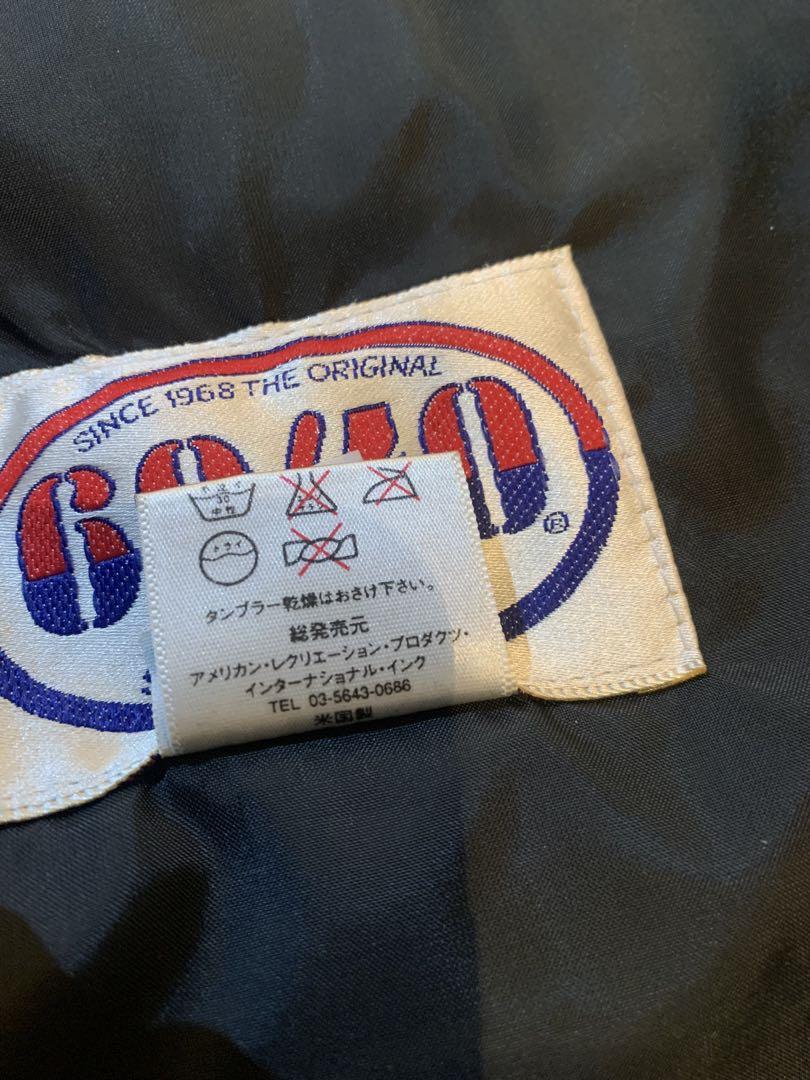 SINCE 1968 THE ORIGINAL
60/40
®
30
中性
ドライ
タンブラー乾燥はおさけ下さい。
総発売元
アメリカン・レクリエーション・プロダクツ・
インターナショナル・インク
TEL 03-5643-0686
米国製